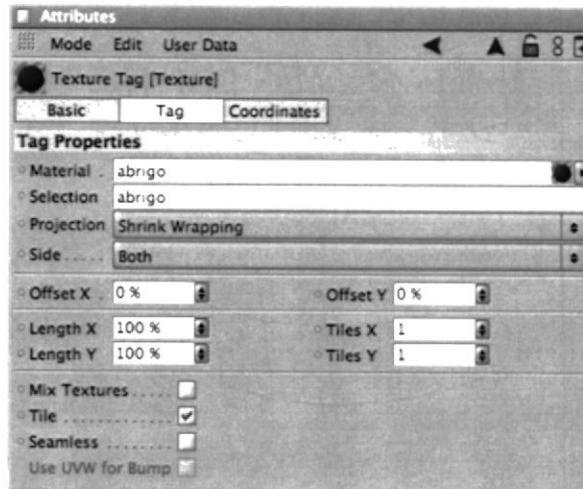 Attributes
Mode Edit User Data
Texture Tag [Texture]
Basic Tag Coordinates
Tag Properties
Material . abrigo
Selection abrigo
Projection Shrink Wrapping
Side ..... Both
Offset X . 0 % Offset Y 0 %
Length X 100 % Tiles X 1
Length Y 100 % Tiles Y 1
Mix Textures .....
Tile ............
Seamless ........
Use UVW for Bump